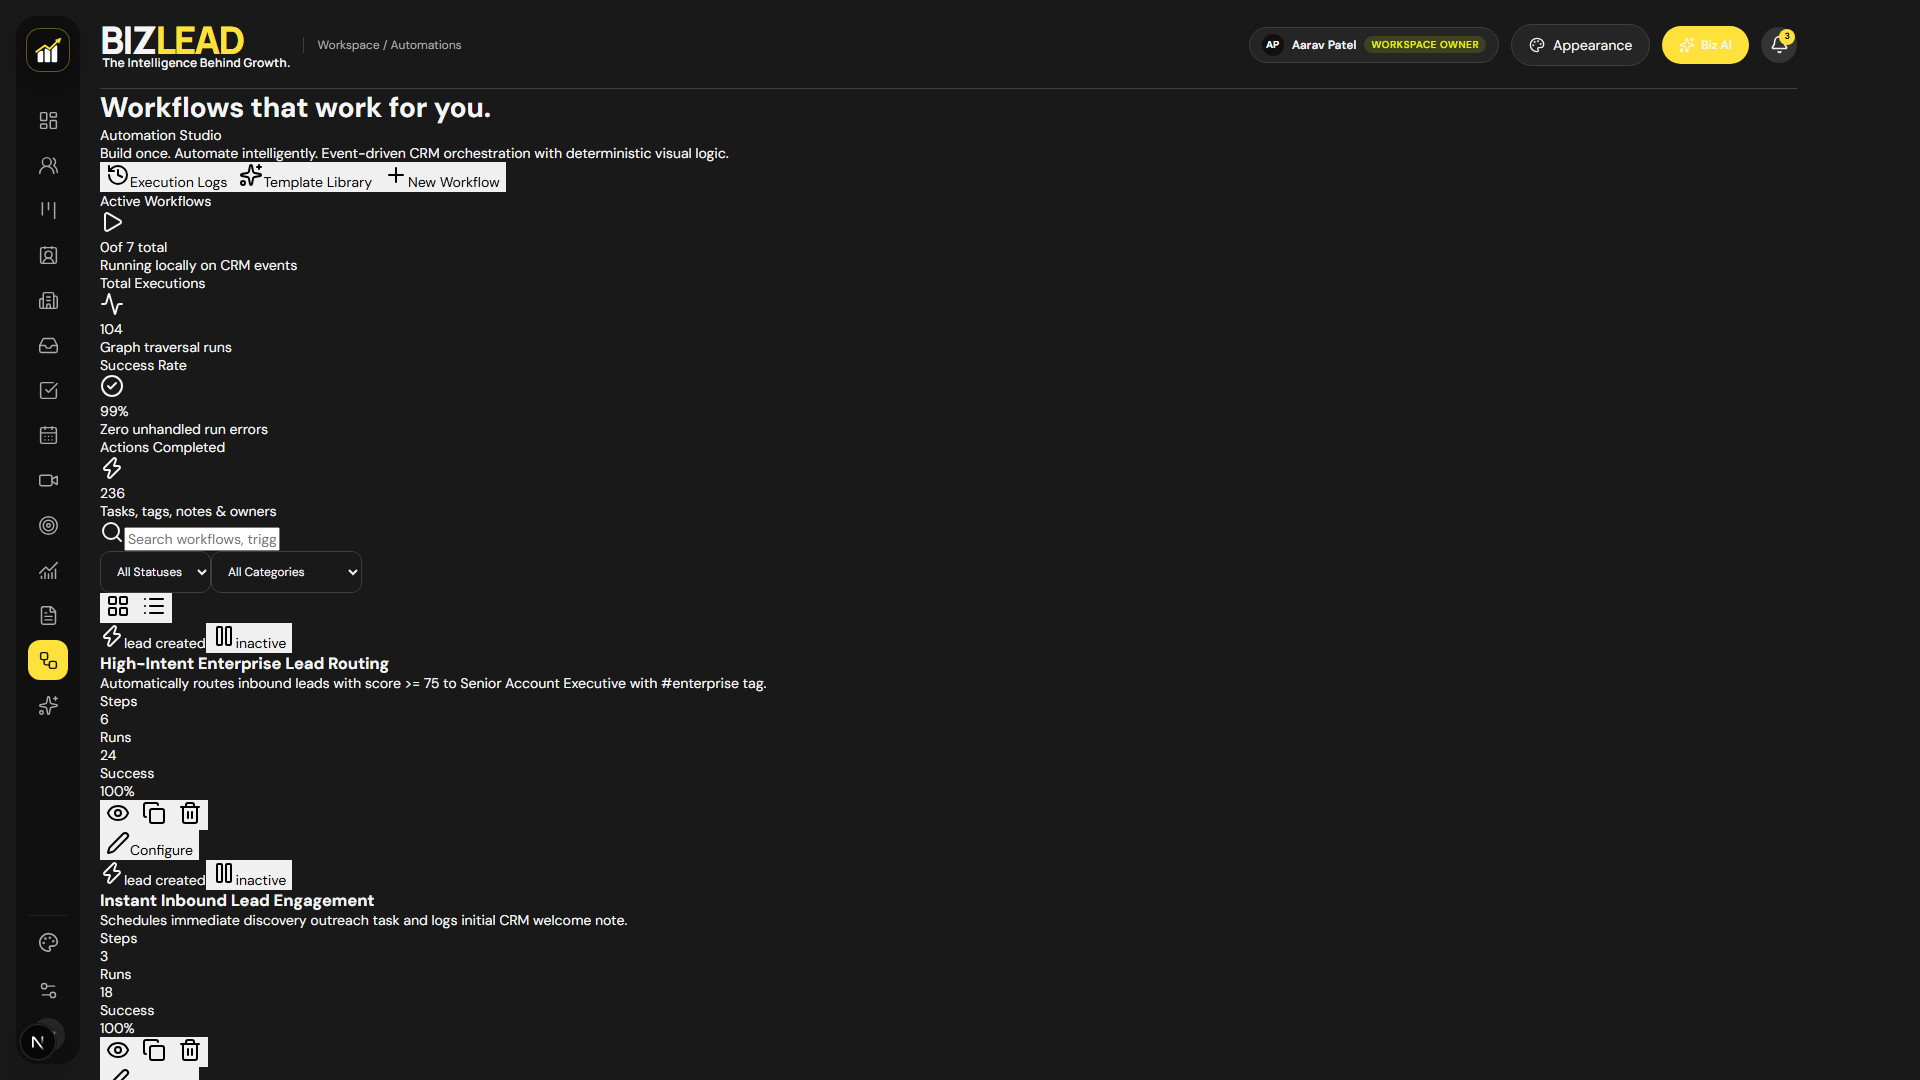 BIZLEAD
The Intelligence Behind Growth.
Workspace / Automations
AP Aarav Patel WORKSPACE OWNER
Appearance
Biz AI
3
Workflows that work for you.
Automation Studio
Build once. Automate intelligently. Event-driven CRM orchestration with deterministic visual logic.
Execution Logs Template Library New Workflow
Active Workflows
0of 7 total
Running locally on CRM events
Total Executions
104
Graph traversal runs
Success Rate
99%
Zero unhandled run errors
Actions Completed
236
Tasks, tags, notes & owners
Search workflows, trigg
All Statuses All Categories
lead created inactive
High-Intent Enterprise Lead Routing
Automatically routes inbound leads with score >= 75 to Senior Account Executive with #enterprise tag.
Steps
6
Runs
24
Success
100%
Configure
lead created inactive
Instant Inbound Lead Engagement
Schedules immediate discovery outreach task and logs initial CRM welcome note.
Steps
3
Runs
18
Success
100%
N